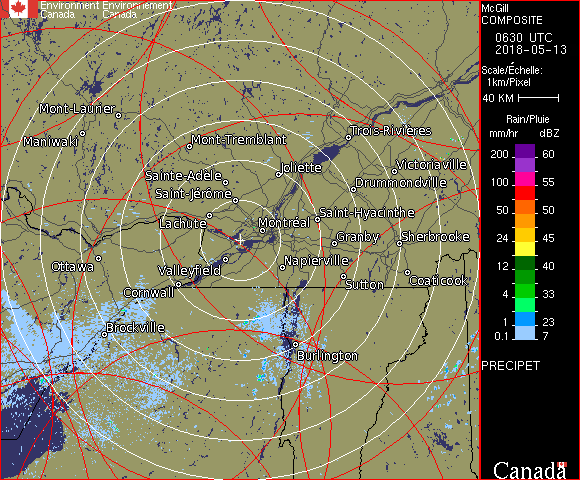 Environment Environnement
Canada Canada
McGill
COMPOSITE
0630 UTC
2018-05-13
Scale/Échelle:
1km/Pixel
40 KM
Rain/Pluie
mm/hr dBZ
200 60
155
100 55
50 50
24 45
12 40
4 33
1 23
0.1 7
PRECIPET
Canada
Mont-Laurier
Maniwaki
Mont-Tremblant
Trois-Rivières
Sainte-Adèle
Joliette
Victoriaville
Saint-Jérôme
Drummondville
Lachute
Montréal
Saint-Hyacinthe
Granby
Sherbrooke
Ottawa
Valleyfield
Napierville
Cornwall
Sutton
Coaticook
Brockville
Burlington